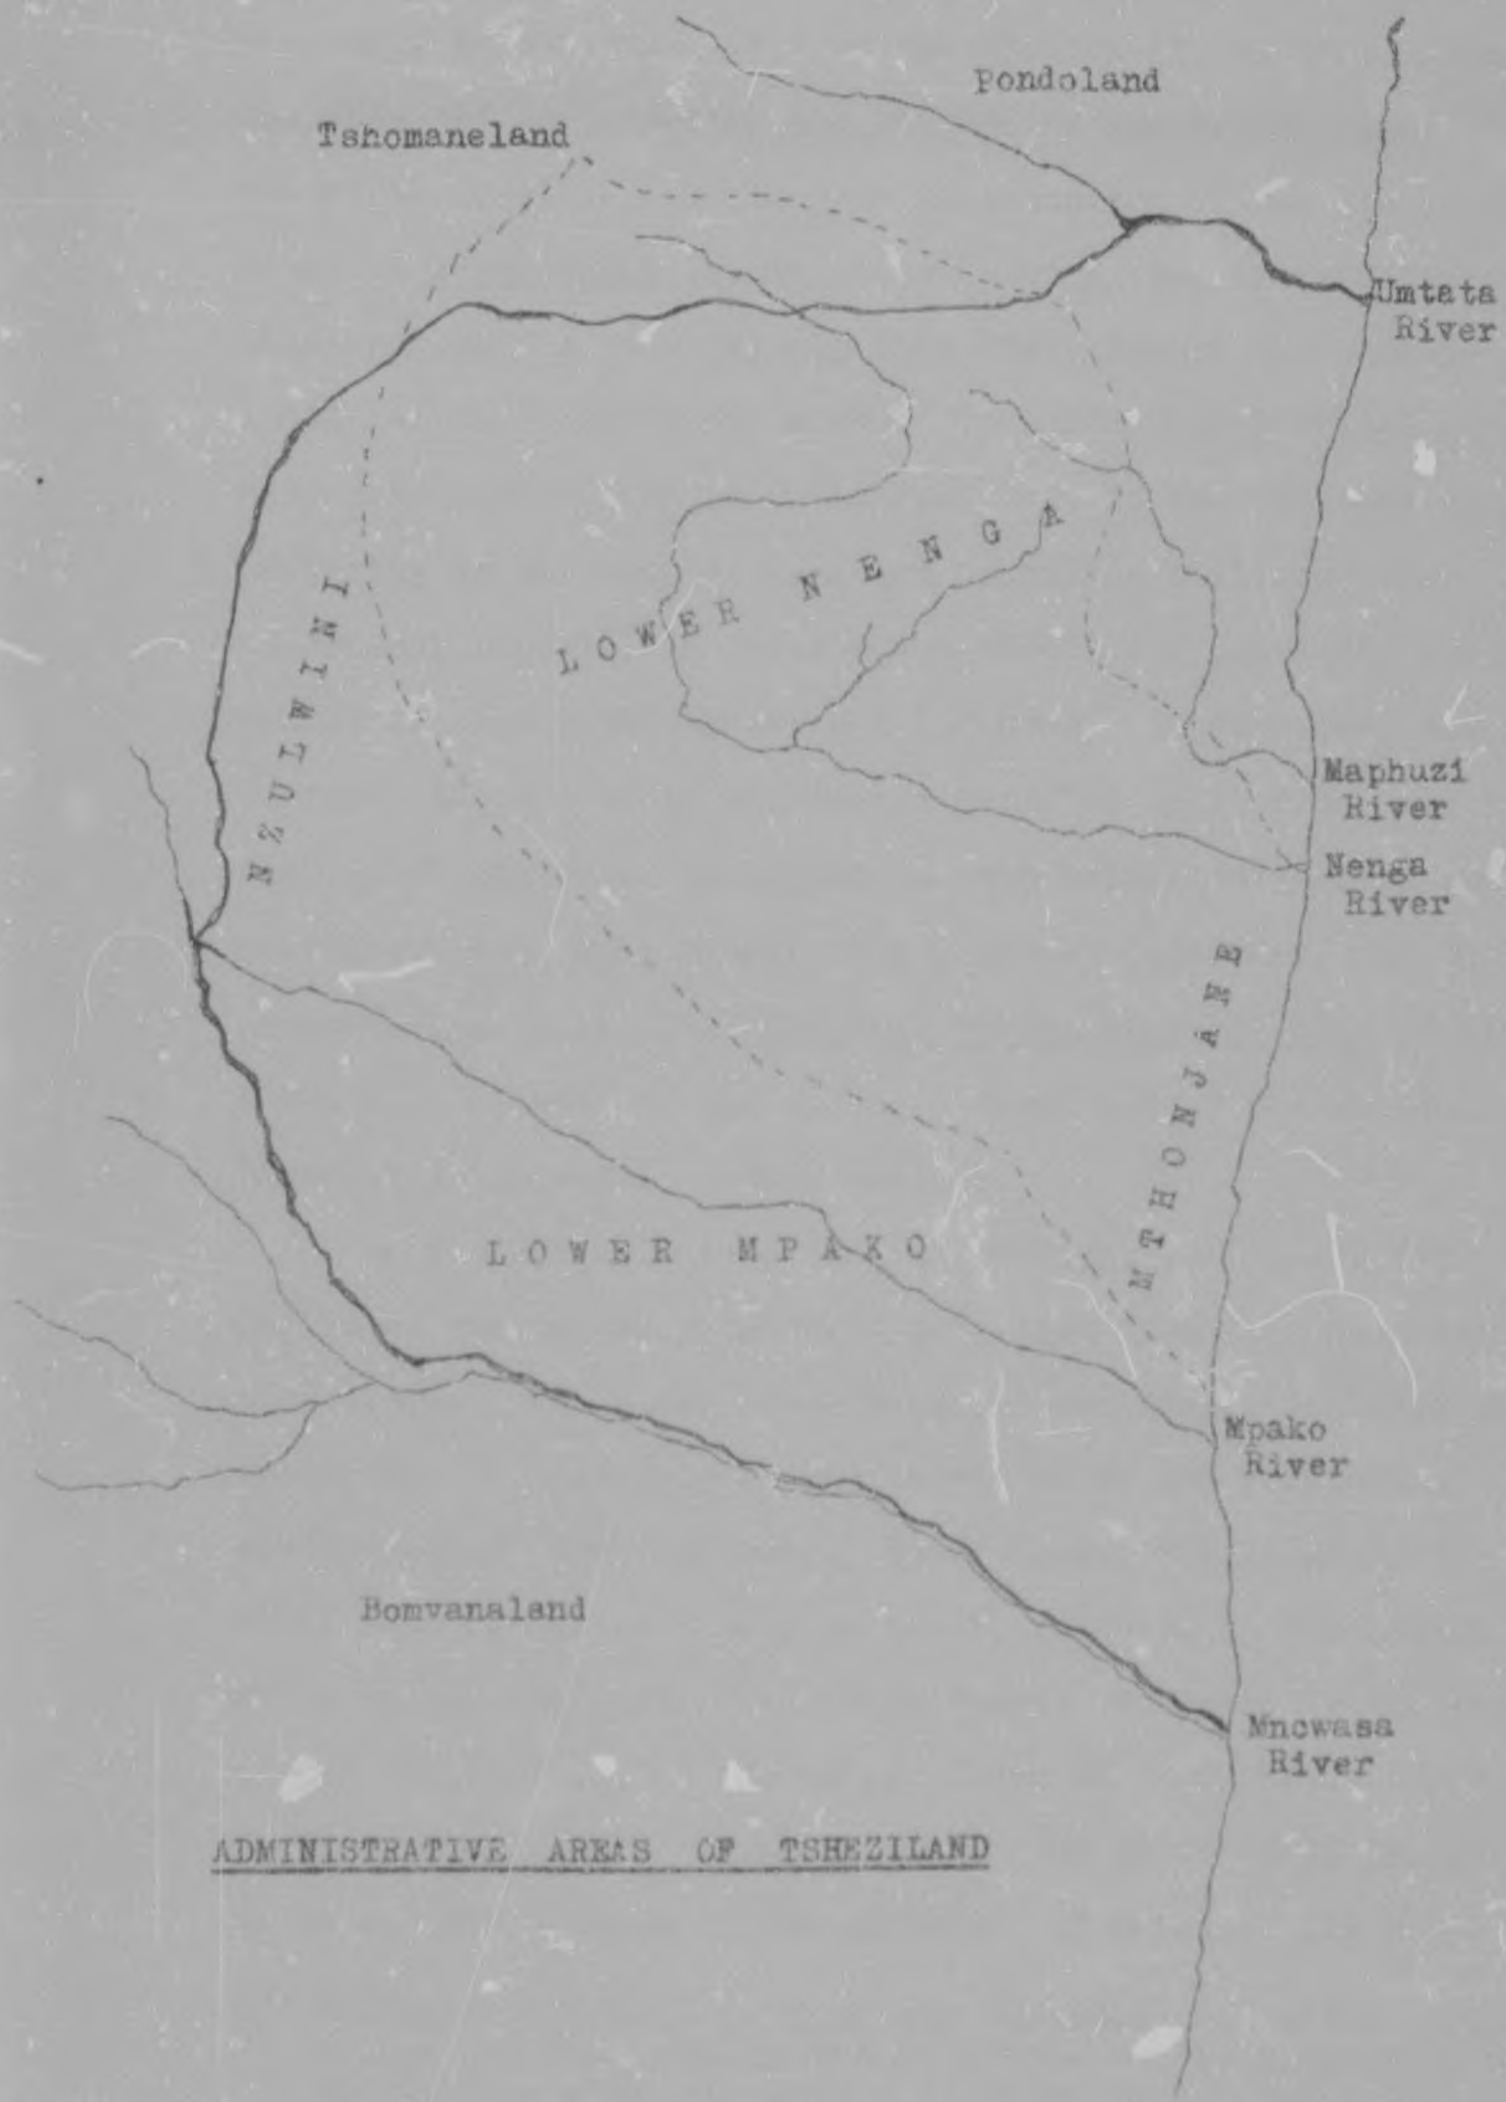 Pondoland
Tshomaneland
Umtata
River
LOWER NENGA
NZULWINI
Maphuzi
River
Nenga
River
MTHONJANE
LOWER MPAKO
Mpako
River
Bomvanaland
Mncwasa
River
ADMINISTRATIVE AREAS OF TSHEZILAND